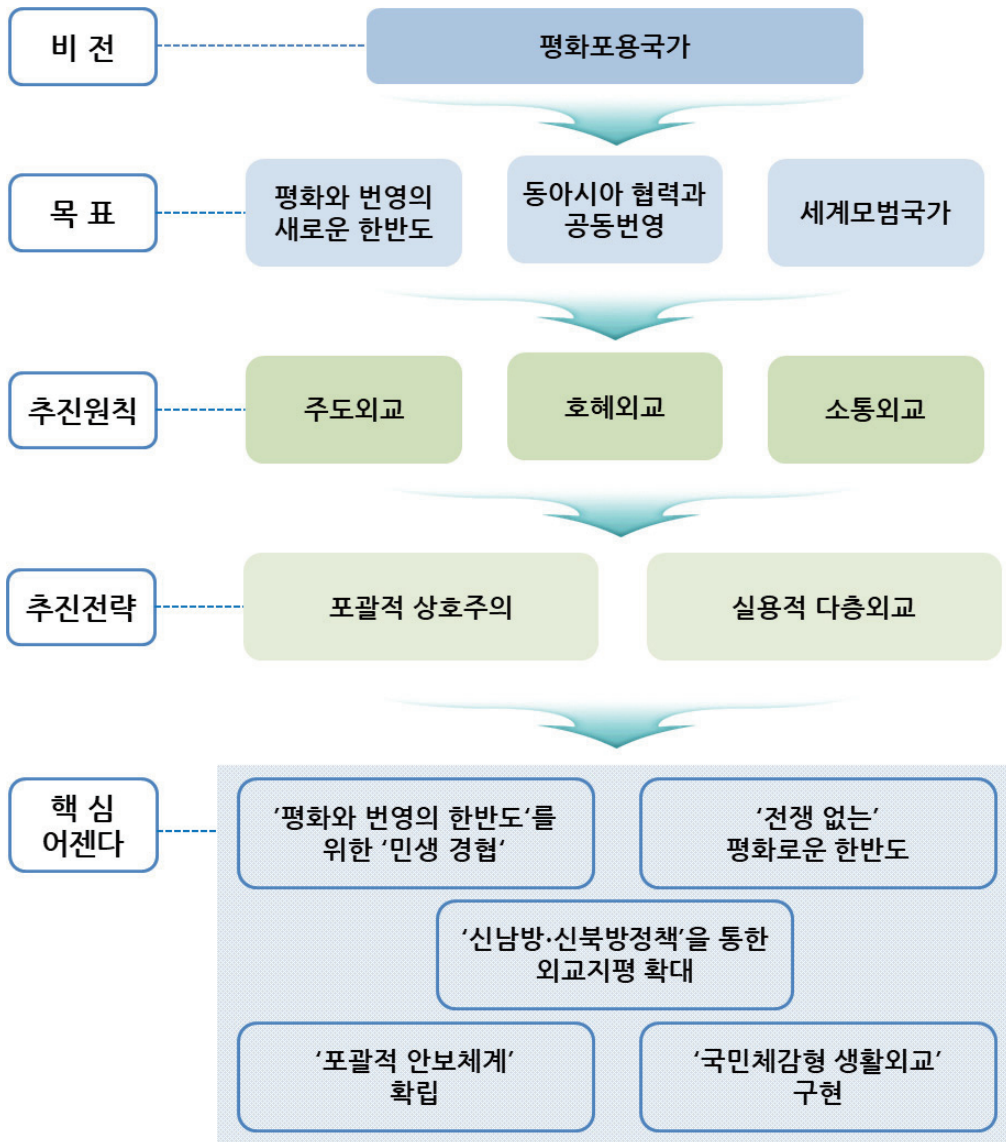 비 전
평화포용국가
목 표
평화와 번영의
새로운 한반도
동아시아 협력과
공동번영
세계모범국가
추진원칙
주도외교
호혜외교
소통외교
추진전략
포괄적 상호주의
실용적 다층외교
핵 심
어젠다
’평화와 번영의 한반도‘를
위한 ‘민생 경협‘
‘전쟁 없는’
평화로운 한반도
‘신남방·신북방정책’을 통한
외교지평 확대
‘포괄적 안보체계’
확립
‘국민체감형 생활외교’
구현